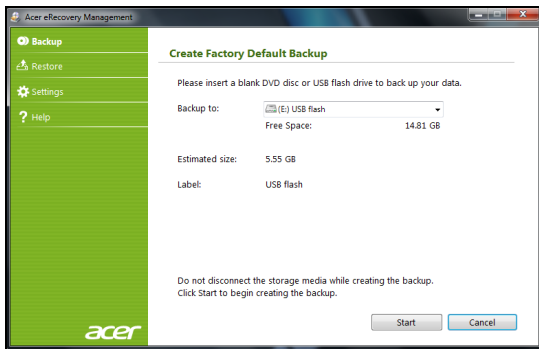 Acer eRecovery Management
Backup
Restore
Settings
Help
Create Factory Default Backup
Please insert a blank DVD disc or USB flash drive to back up your data.
Backup to: (E:) USB flash
Free Space: 14.81 GB
Estimated size: 5.55 GB
Label: USB flash
Do not disconnect the storage media while creating the backup.
Click Start to begin creating the backup.
Start Cancel
acer